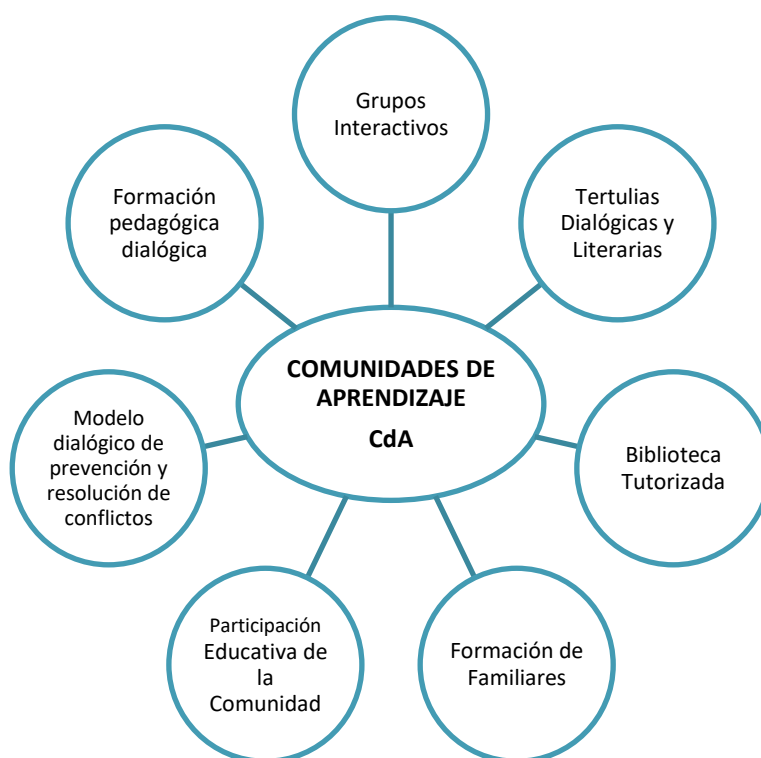 Grupos
Interactivos
Formación
pedagógica
dialógica
Tertulias
Dialógicas y
Literarias
COMUNIDADES DE
APRENDIZAJE
CdA
Modelo
dialógico de
prevención y
resolución de
conflictos
Biblioteca
Tutorizada
Participación
Educativa de
la
Comunidad
Formación de
Familiares